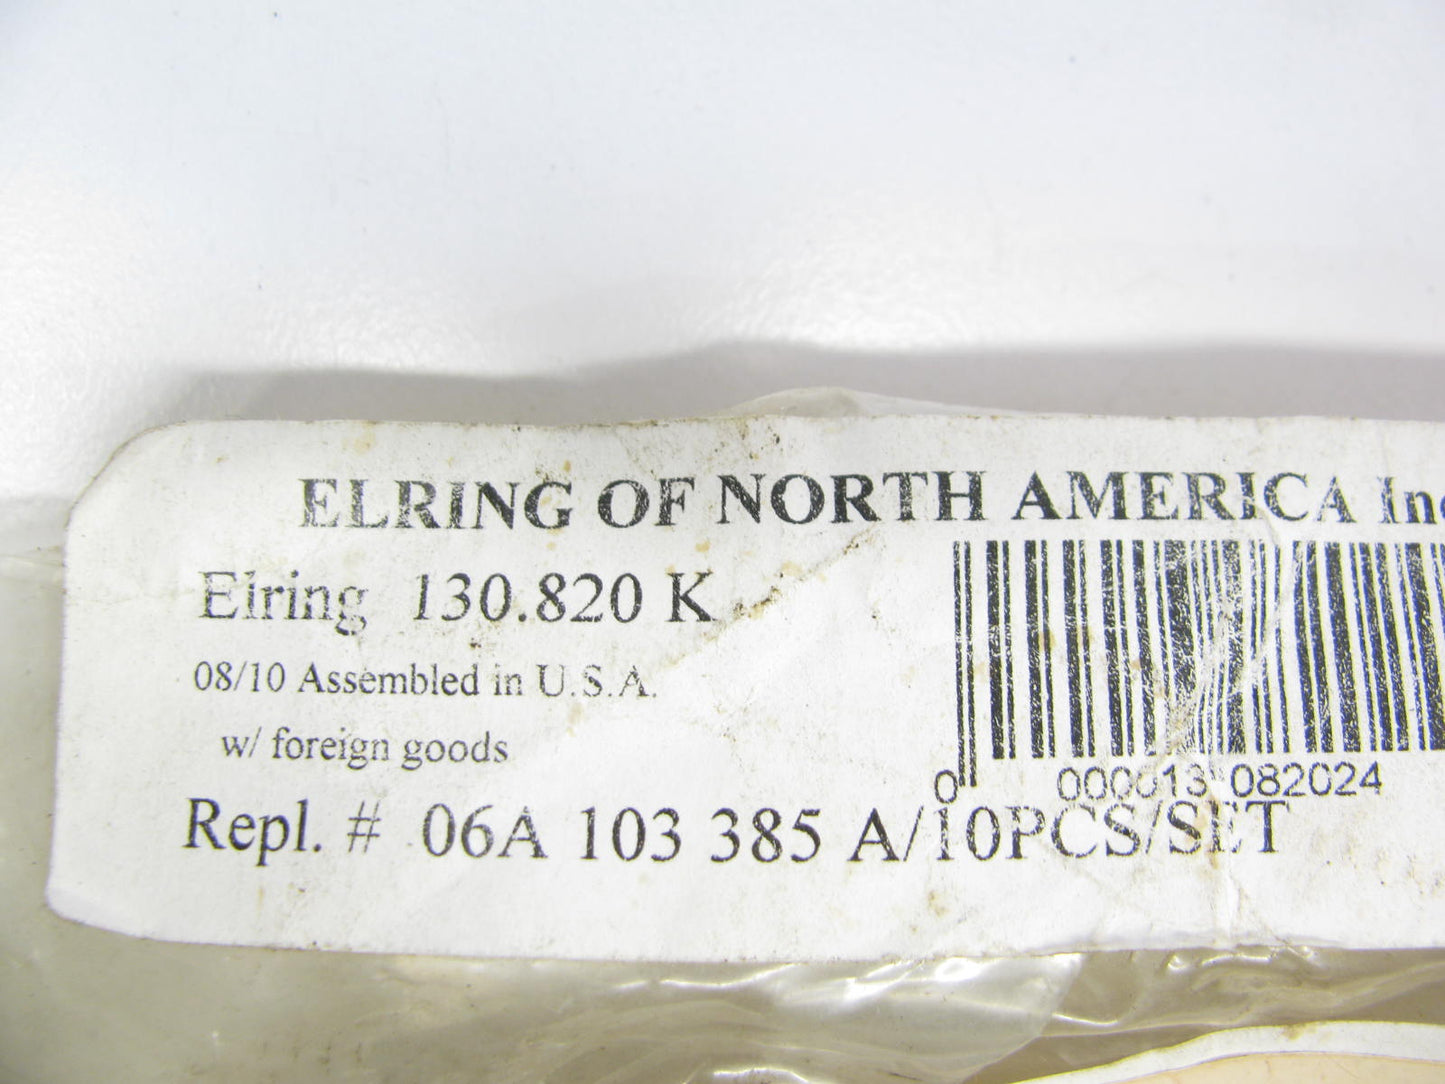 ELRING OF NORTH AMERICA Inc
Elring 130.820 K
08/10 Assembled in U.S.A.
w/ foreign goods
0 000013 082024
Repl. # 06A 103 385 A/10PCS/SET